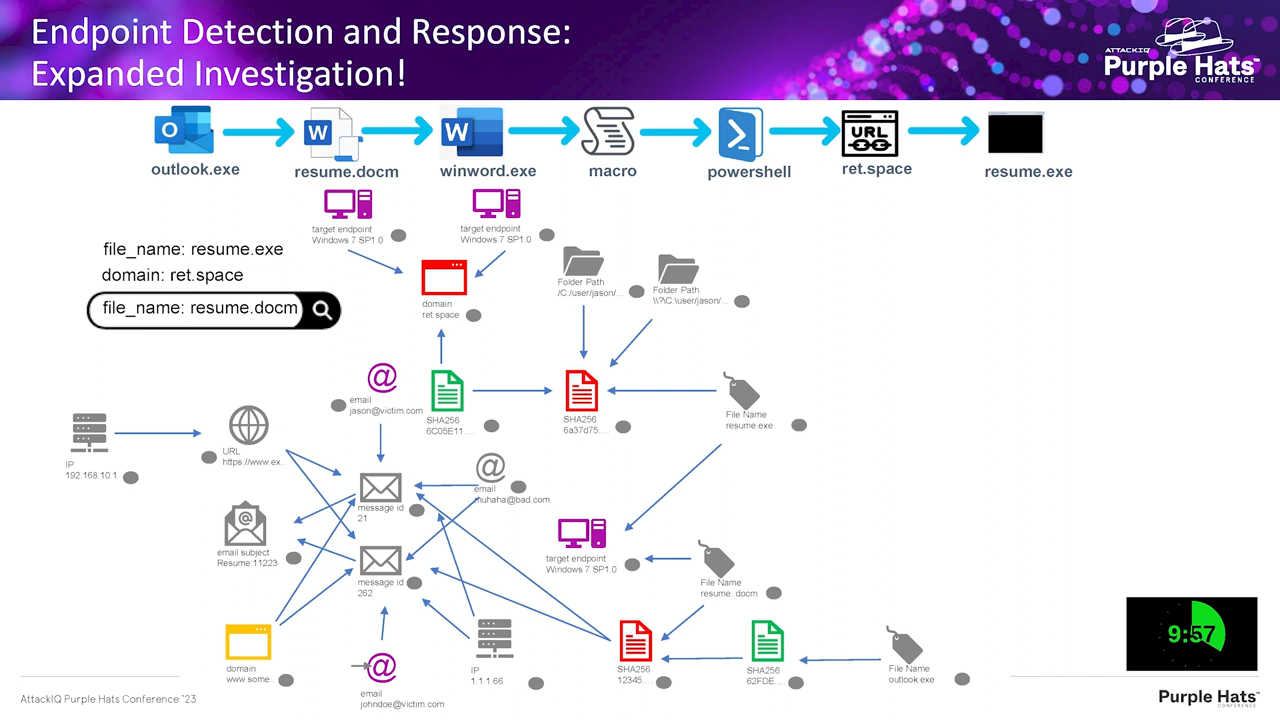 Endpoint Detection and Response:
Expanded Investigation!
ATTACKIQ
Purple Hats™
CONFERENCE
O
W
W
URL
outlook.exe
resume.docm
winword.exe
macro
powershell
ret.space
resume.exe
target endpoint
Windows 7 SP1.0
target endpoint
Windows 7 SP1.0
file_name: resume.exe
domain: ret.space
file_name: resume.docm
domain
ret.space
Folder Path
/C:/user/jason/...
Folder Path
\\?\C:\user/jason/...
@
email
jason@victim.com
SHA256
6C05E11....
SHA256
6a37d75....
File Name
resume.exe
IP
192.168.10.1
URL
https://www.ex..
message id
21
@
email
muhaha@bad.com
@
email subject
Resume:11223
message id
262
target endpoint
Windows 7 SP1.0
File Name
resume..docm
domain
www.some..
@
email
johndoe@victim.com
IP
1.1.1.66
SHA256
12345....
SHA256
62FDE....
File Name
outlook.exe
9:57
AttackIQ Purple Hats Conference ’23
Purple Hats™
CONFERENCE